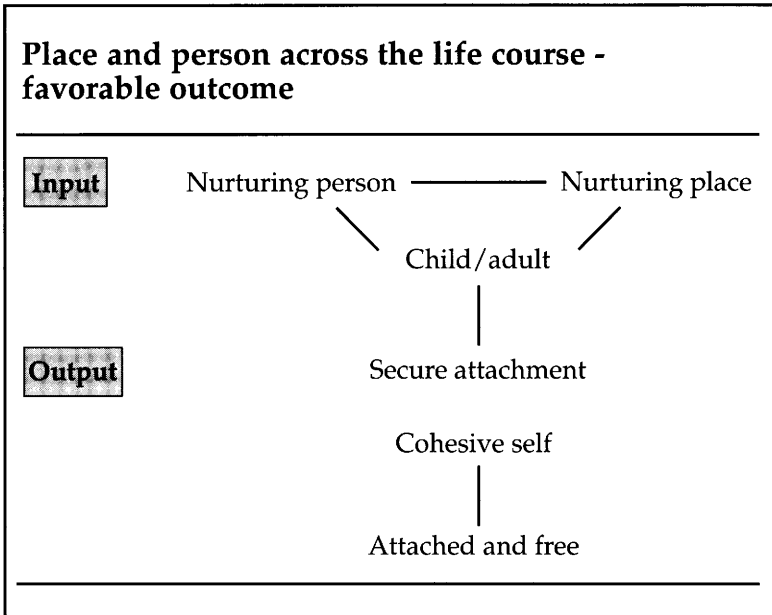 Place and person across the life course -
favorable outcome
Input
Nurturing person
Nurturing place
Child/adult
Output
Secure attachment
Cohesive self
Attached and free